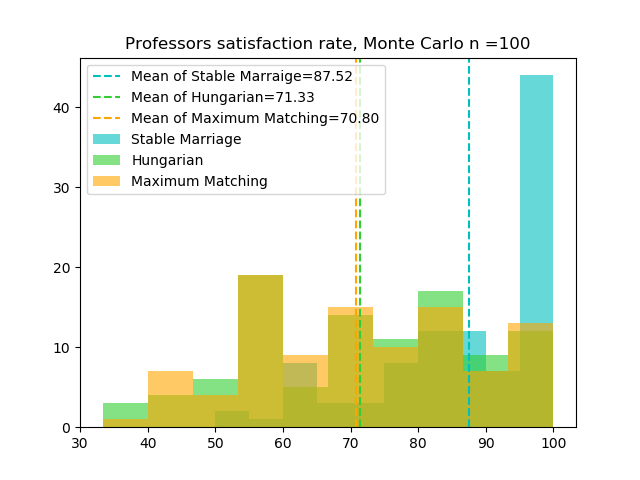 Professors satisfaction rate, Monte Carlo n =100
Mean of Stable Marraige=87.52
Mean of Hungarian=71.33
Mean of Maximum Matching=70.80
Stable Marriage
Hungarian
Maximum Matching
40
30
20
10
0
30 40 50 60 70 80 90 100